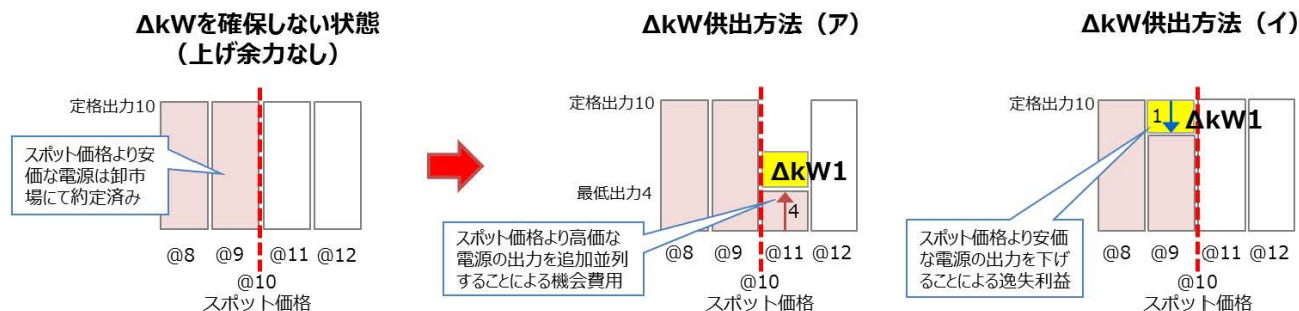 ΔkWを確保しない状態
（上げ余力なし）
定格出力10
スポット価格より安
価な電源は卸市
場にて約定済み
@8
@9
@11
@12
@10
スポット価格
ΔkW供出方法（ア）
定格出力10
ΔkW1
最低出力4
4
スポット価格より高価な
電源の出力を追加並列
することによる機会費用
@8
@9
@11
@12
@10
スポット価格
ΔkW供出方法（イ）
定格出力10
1
ΔkW1
スポット価格より安価
な電源の出力を下げ
ることによる逸失利益
@8
@9
@11
@12
@10
スポット価格